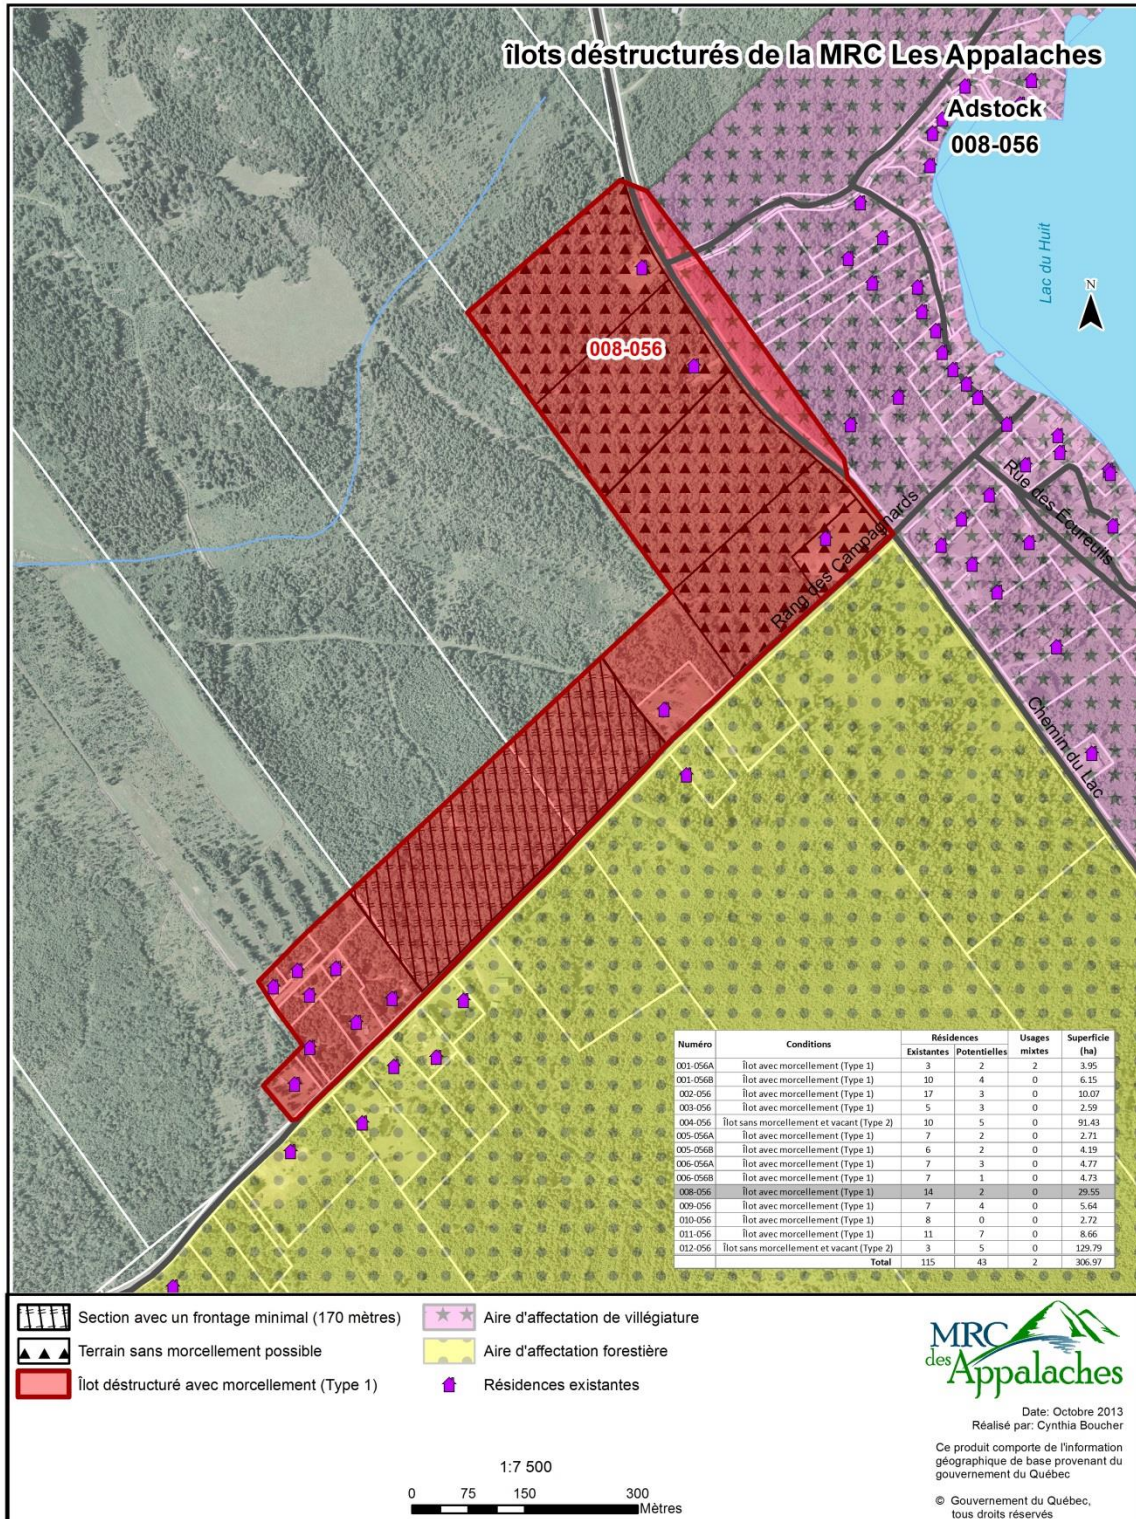 îlots déstructurés de la MRC Les Appalaches
Adstock
008-056
Lac du Huit
N
008-056
Rue des Écureuils
Rang des Campagnards
Chemin du Lac
Numéro Conditions Résidences Usages mixtes Superficie (ha)
Existantes Potentielles
001-056A Îlot avec morcellement (Type 1) 3 2 2 3.95
001-056B Îlot avec morcellement (Type 1) 10 4 0 6.15
002-056 Îlot avec morcellement (Type 1) 17 3 0 10.07
003-056 Îlot avec morcellement (Type 1) 5 3 0 2.59
004-056 Îlot sans morcellement et vacant (Type 2) 10 5 0 91.43
005-056A Îlot avec morcellement (Type 1) 7 2 0 2.71
005-056B Îlot avec morcellement (Type 1) 6 2 0 4.19
006-056A Îlot avec morcellement (Type 1) 7 3 0 4.77
006-056B Îlot avec morcellement (Type 1) 7 1 0 4.73
008-056 Îlot avec morcellement (Type 1) 14 2 0 29.55
009-056 Îlot avec morcellement (Type 1) 7 4 0 5.64
010-056 Îlot avec morcellement (Type 1) 8 0 0 2.72
011-056 Îlot avec morcellement (Type 1) 11 7 0 8.66
012-056 Îlot sans morcellement et vacant (Type 2) 3 5 0 129.79
Total 115 43 2 306.97
Section avec un frontage minimal (170 mètres)
Terrain sans morcellement possible
Îlot déstructuré avec morcellement (Type 1)
Aire d'affectation de villégiature
Aire d'affectation forestière
Résidences existantes
1:7 500
0 75 150 300
Mètres
MRC
des Appalaches
Date: Octobre 2013
Réalisé par: Cynthia Boucher
Ce produit comporte de l'information
géographique de base provenant du
gouvernement du Québec
© Gouvernement du Québec,
tous droits réservés